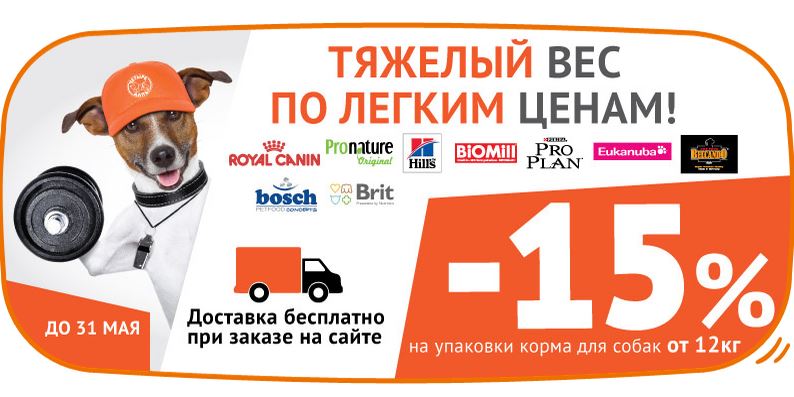 ТЯЖЕЛЫЙ ВЕС
ПО ЛЕГКИМ ЦЕНАМ!
ROYAL CANIN
Pronature
Original
Hill's
BiOMill
PRO
PLAN
Eukanuba
BELCANDO
bosch
PETFOOD CONCEPTS
Brit
-15%
на упаковки корма для собак от 12кг
Доставка бесплатно
при заказе на сайте
ДО 31 МАЯ